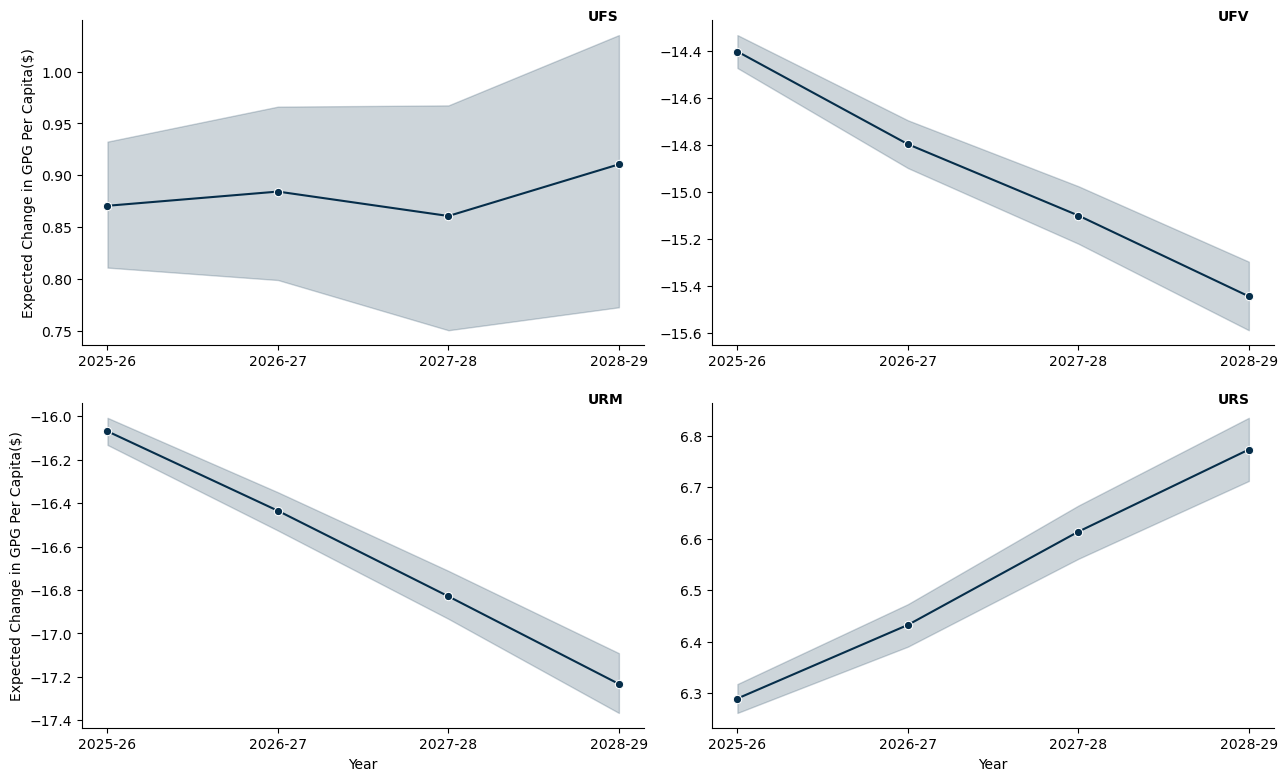 UFS
Expected Change in GPG Per Capita($)
1.00
0.95
0.90
0.85
0.80
0.75
2025-26 2026-27 2027-28 2028-29
UFV
−14.4
−14.6
−14.8
−15.0
−15.2
−15.4
−15.6
2025-26 2026-27 2027-28 2028-29
URM
Expected Change in GPG Per Capita($)
−16.0
−16.2
−16.4
−16.6
−16.8
−17.0
−17.2
−17.4
2025-26 2026-27 2027-28 2028-29
Year
URS
6.8
6.7
6.6
6.5
6.4
6.3
2025-26 2026-27 2027-28 2028-29
Year